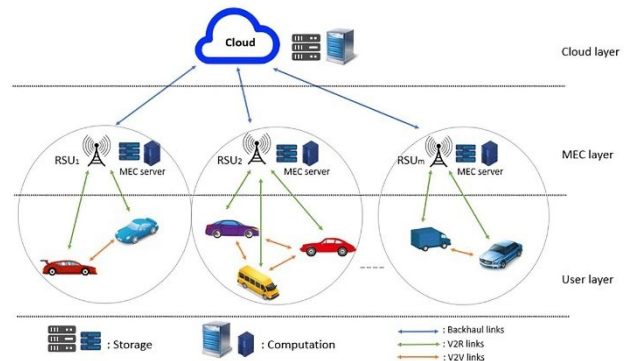 Cloud
Cloud layer
RSU₁
MEC server
RSU₂
MEC server
RSUₘ
MEC server
MEC layer
User layer
: Storage
: Computation
: Backhaul links
: V2R links
: V2V links